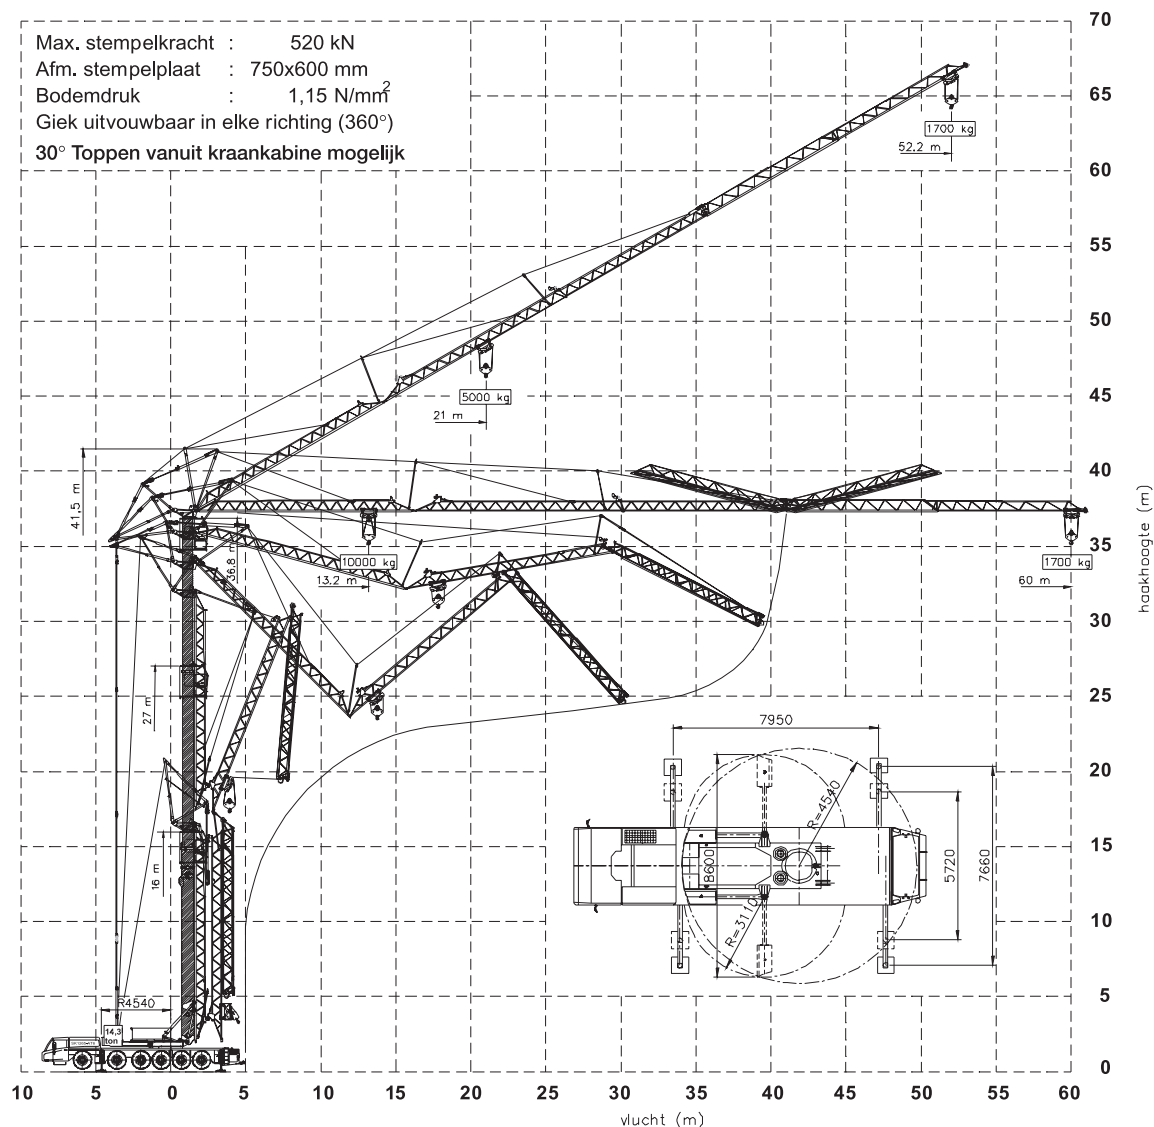 Max. stempelkracht : 520 kN
Afm. stempelplaat : 750x600 mm
Bodemdruk : 1,15 N/mm2
Giek uitvouwbaar in elke richting (360°)
30° Toppen vanuit kraankabine mogelijk
70
65
60
55
50
45
40
35
30
25
20
15
10
5
0
haakhoogte (m)
1700 kg
52.2 m
5000 kg
21 m
41,5 m
36,8 m
10000 kg
13,2 m
1700 kg
60 m
27 m
16 m
R4540
14,3
ton
7950
R=4540
8600
R=3110
5720
7660
10 5 0 5 10 15 20 25 30 35 40 45 50 55 60
vlucht (m)